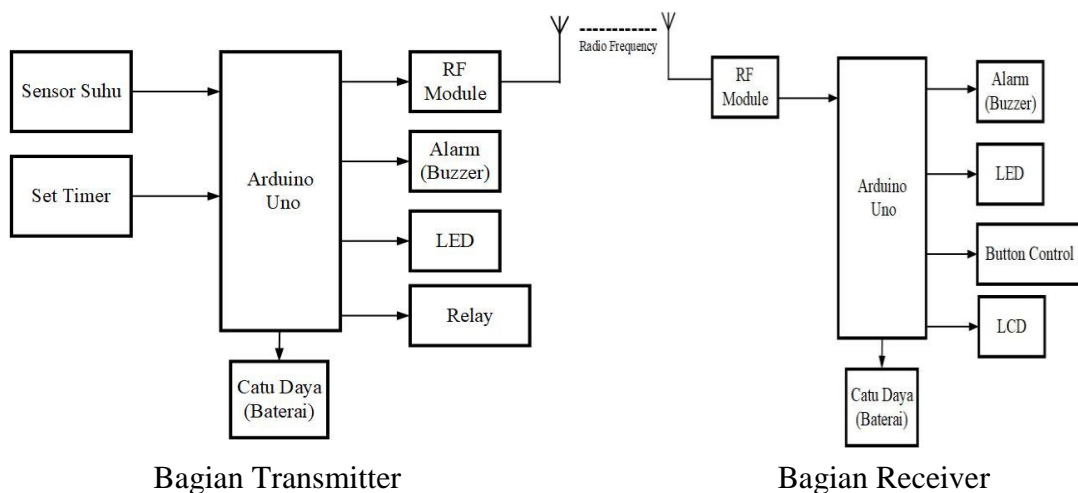 Sensor Suhu
Set Timer
Arduino
Uno
RF
Module
Alarm
(Buzzer)
LED
Relay
Catu Daya
(Baterai)
Bagian Transmitter
Radio Frequency
RF
Module
Arduino
Uno
Alarm
(Buzzer)
LED
Button Control
LCD
Catu Daya
(Baterai)
Bagian Receiver